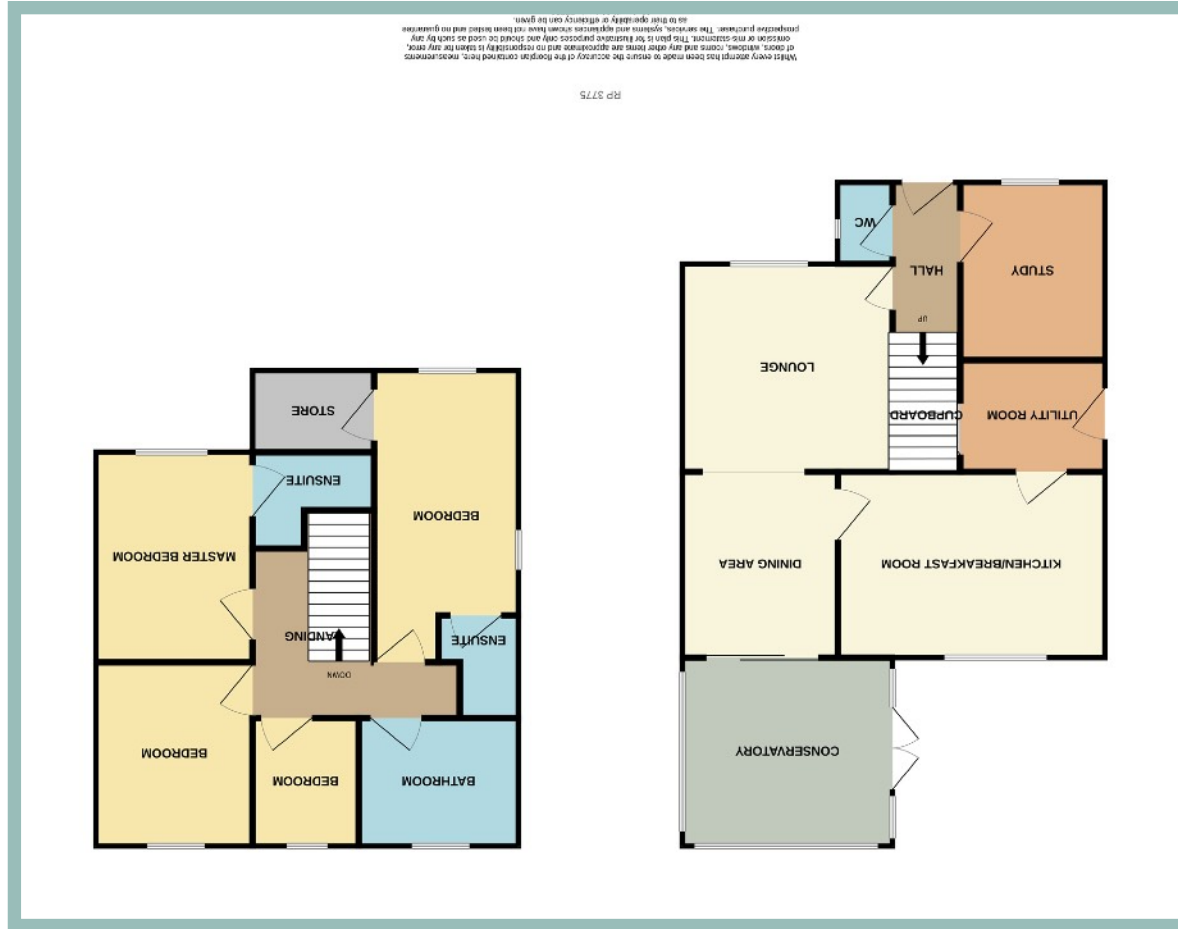 CONSERVATORY
KITCHEN/BREAKFAST ROOM
DINING AREA
UTILITY ROOM
CUPBOARD
LOUNGE
UP
STUDY
HALL
WC
BATHROOM
BEDROOM
BEDROOM
DOWN
ENSUITE
LANDING
MASTER BEDROOM
BEDROOM
ENSUITE
STORE
RP 3775
Whilst every attempt has been made to ensure the accuracy of the floorplan contained here, measurements
of doors, windows, rooms and any other items are approximate and no responsibility is taken for any error,
omission or mis-statement. This plan is for illustrative purposes only and should be used as such by any
prospective purchaser. The services, systems and appliances shown have not been tested and no guarantee
as to their operability or efficiency can be given.